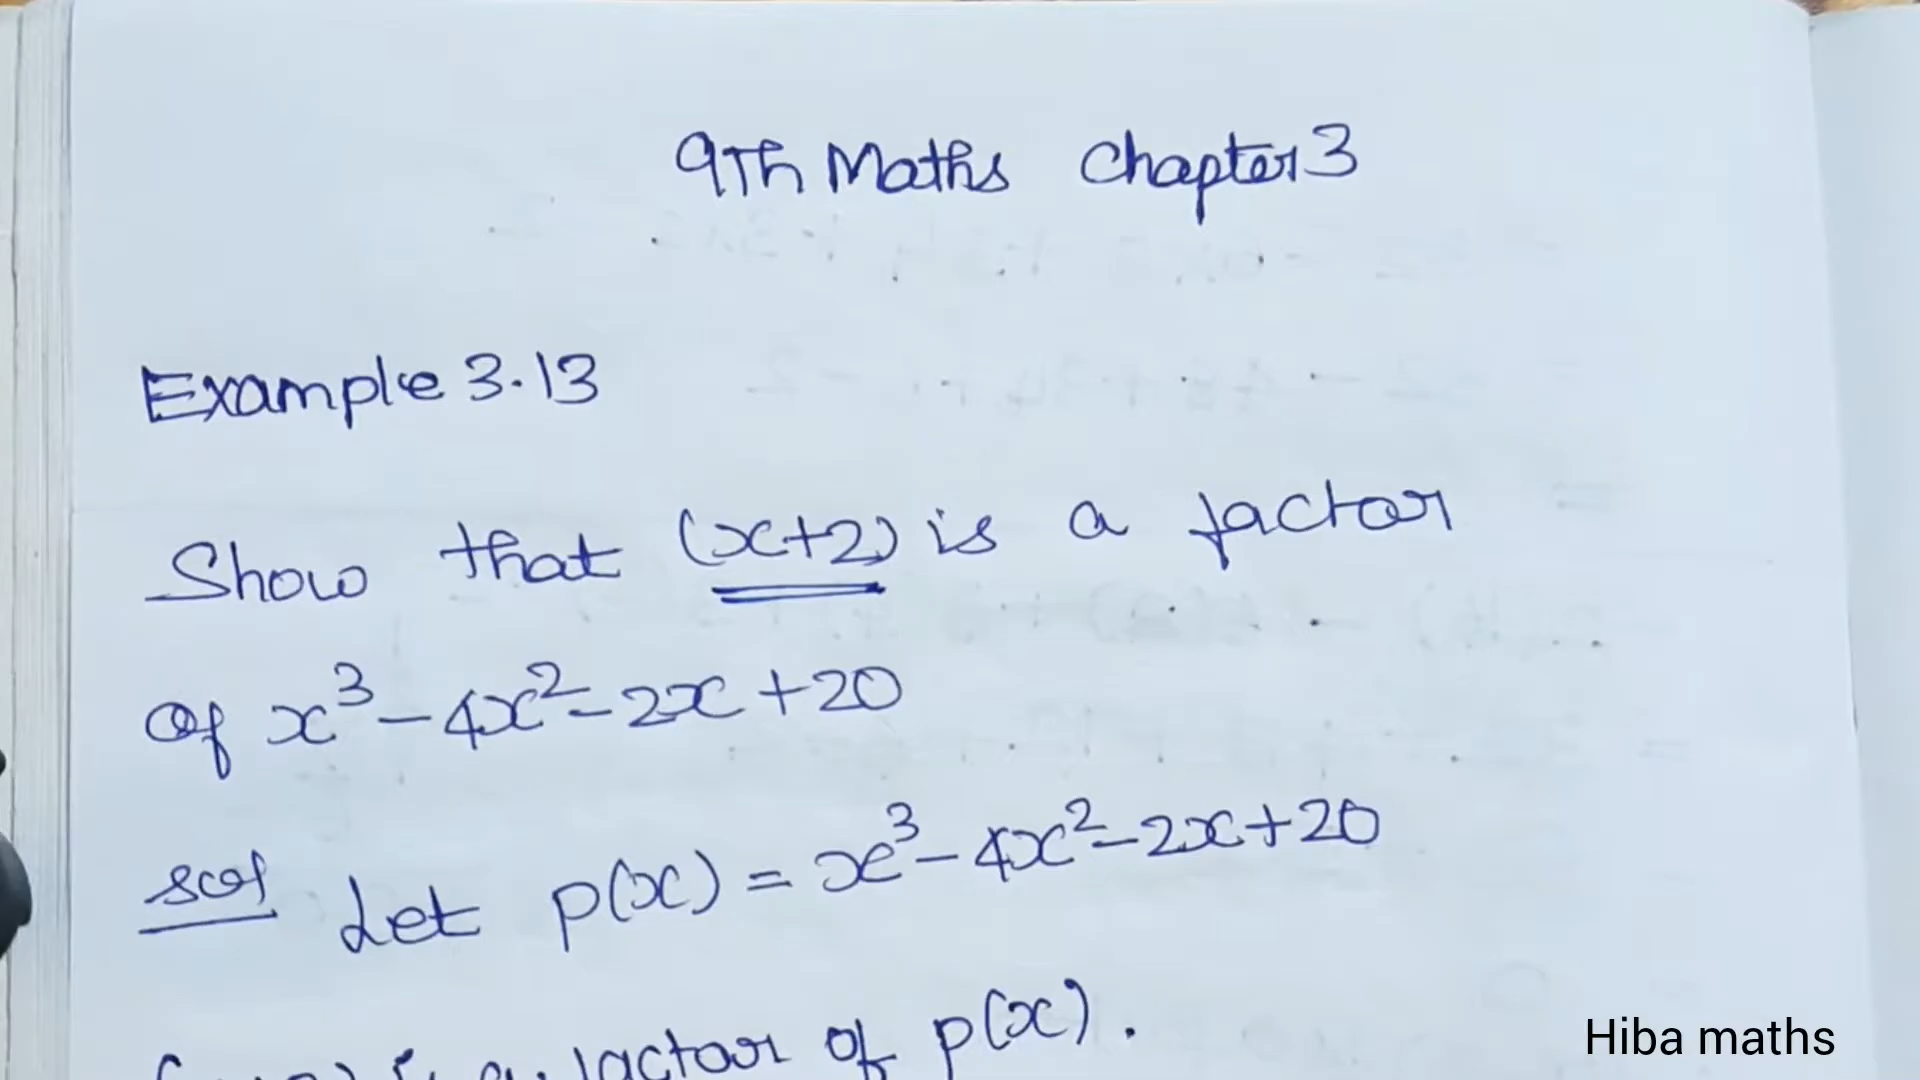 9Th Maths Chapter 3
Example 3.13
Show that (x+2) is a factor
Of x³ - 4x² - 2x + 20
sol Let p(x) = x³ - 4x² - 2x + 20
factor of p(x).
Hiba maths